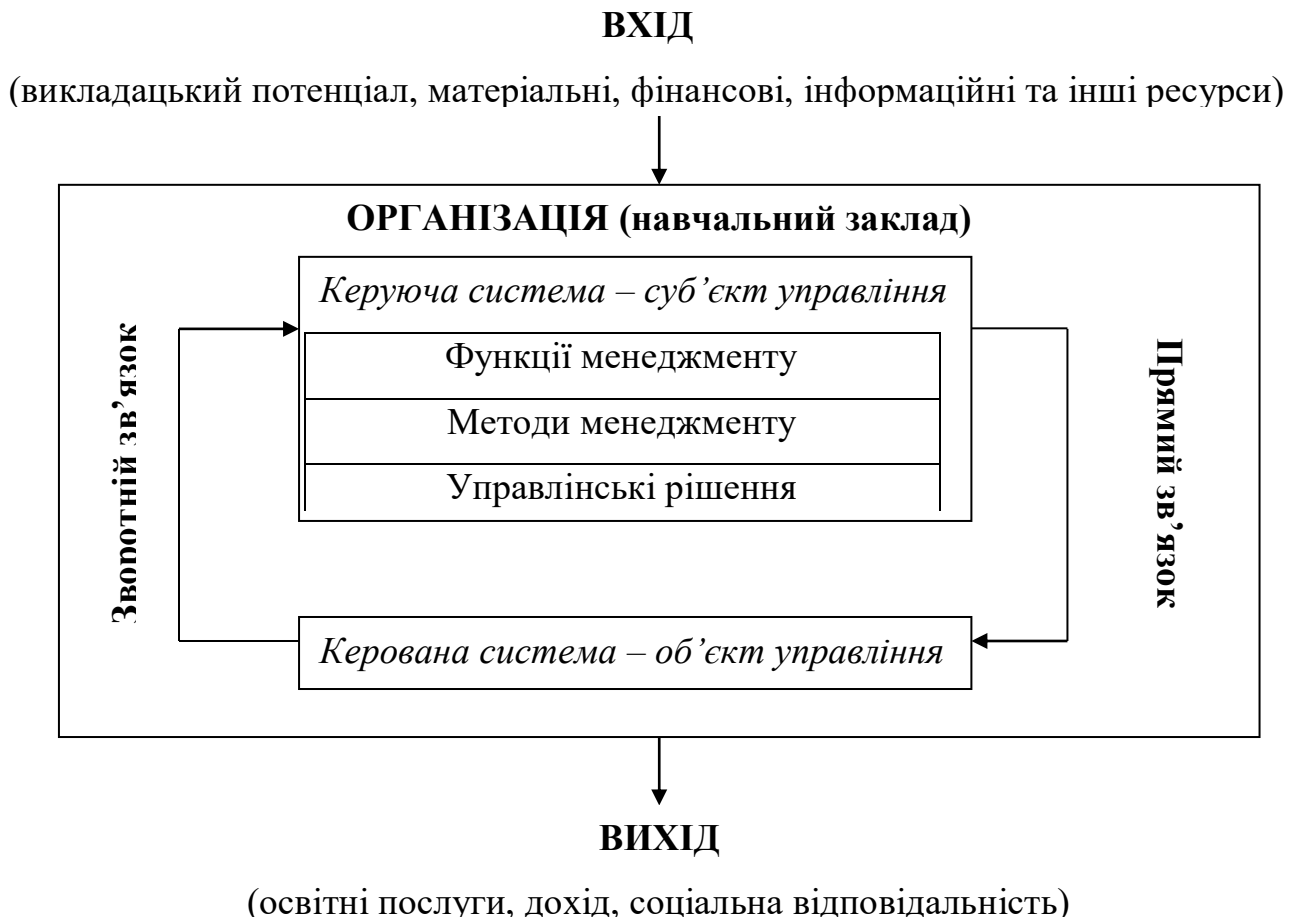 ВХІД
(викладацький потенціал, матеріальні, фінансові, інформаційні та інші ресурси)
ОРГАНІЗАЦІЯ (навчальний заклад)
Керуюча система – суб’єкт управління
Функції менеджменту
Методи менеджменту
Управлінські рішення
Зворотній зв’язок
Прямий зв’язок
Керована система – об’єкт управління
ВИХІД
(освітні послуги, дохід, соціальна відповідальність)